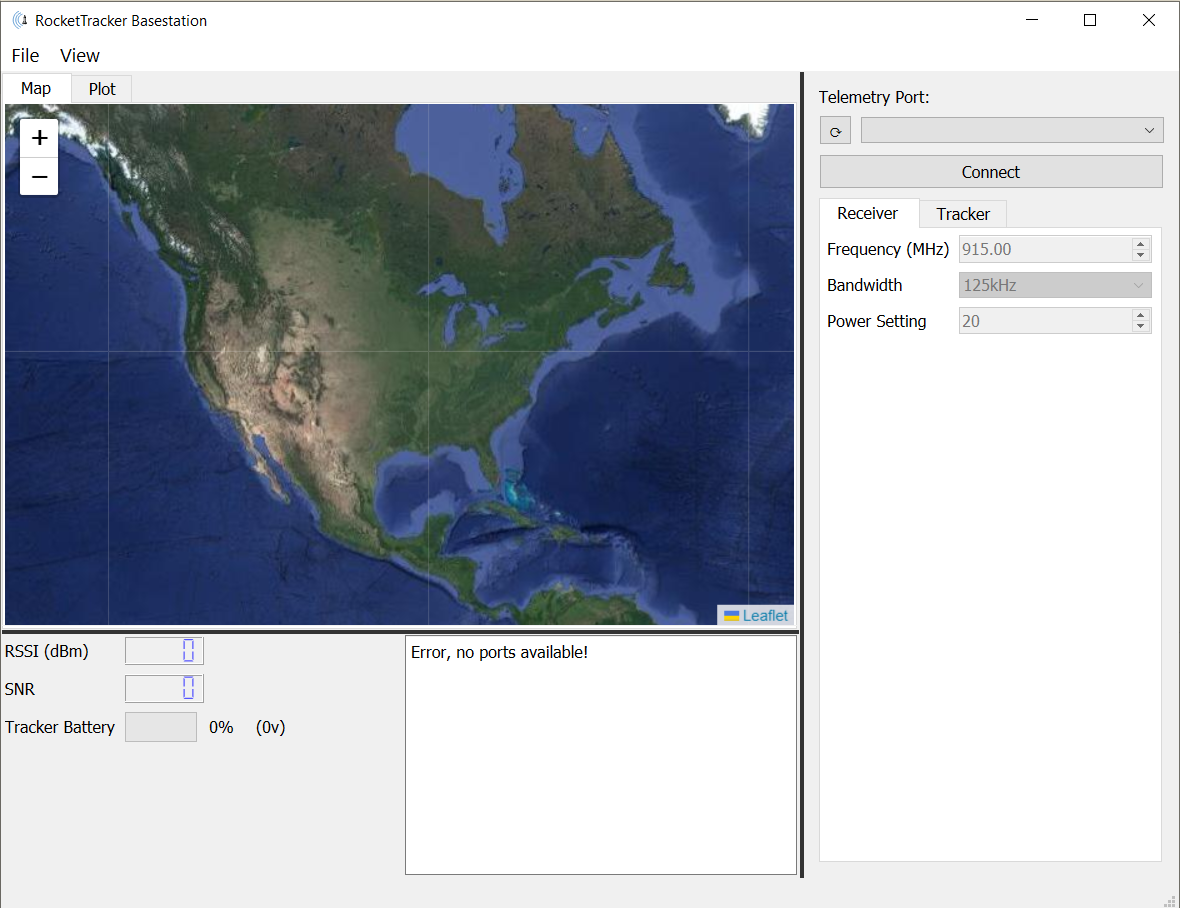 RocketTracker Basestation
File View
Map Plot
+
−
Leaflet
RSSI (dBm) 0
SNR 0
Tracker Battery 0% (0v)
Error, no ports available!
Telemetry Port:
Connect
Receiver Tracker
Frequency (MHz) 915.00
Bandwidth 125kHz
Power Setting 20